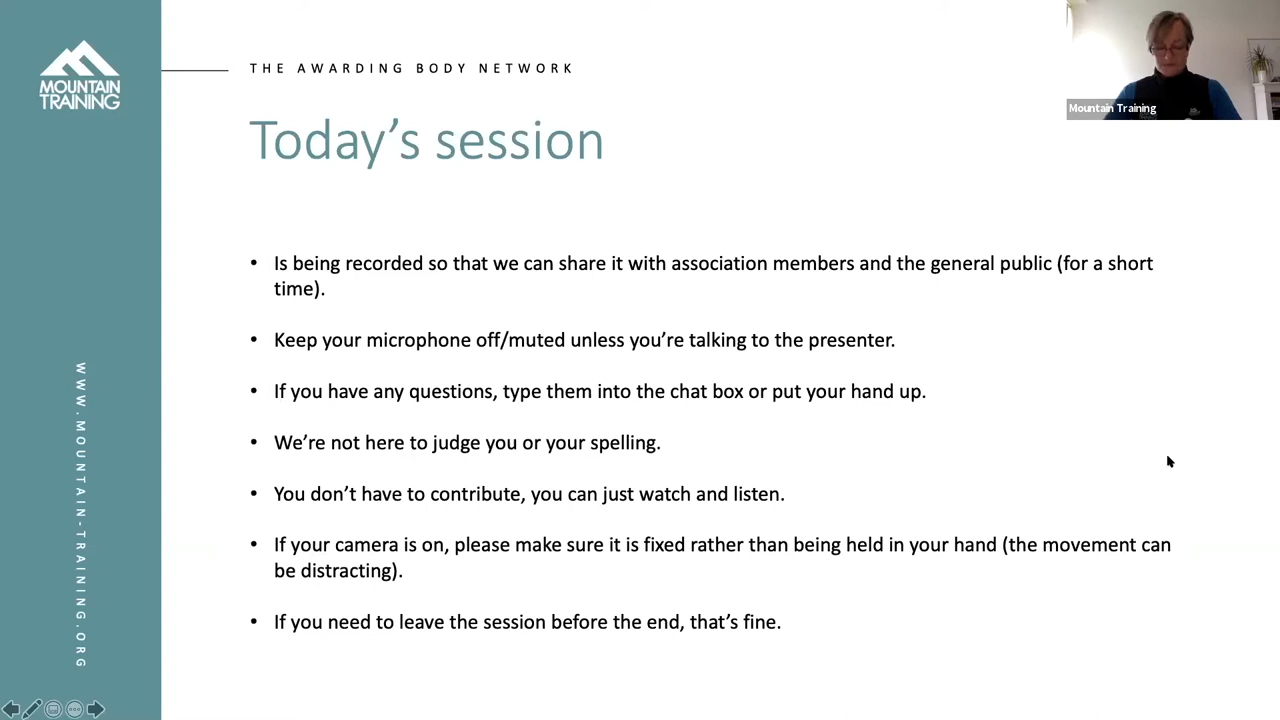 MOUNTAIN
TRAINING
THE AWARDING BODY NETWORK
Mountain Training
Today’s session
• Is being recorded so that we can share it with association members and the general public (for a short
time).
• Keep your microphone off/muted unless you’re talking to the presenter.
• If you have any questions, type them into the chat box or put your hand up.
• We’re not here to judge you or your spelling.
• You don’t have to contribute, you can just watch and listen.
• If your camera is on, please make sure it is fixed rather than being held in your hand (the movement can
be distracting).
• If you need to leave the session before the end, that’s fine.
WWW.MOUNTAIN-TRAINING.ORG